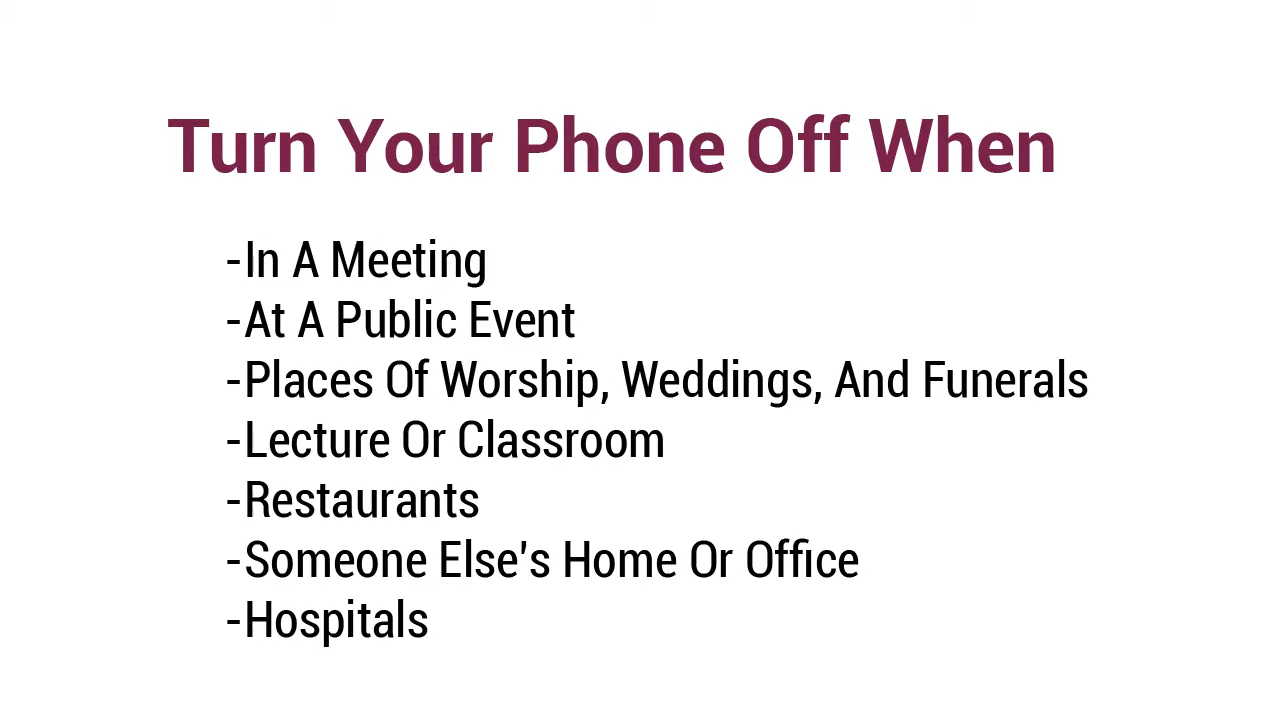 Turn Your Phone Off When
-In A Meeting
-At A Public Event
-Places Of Worship, Weddings, And Funerals
-Lecture Or Classroom
-Restaurants
-Someone Else's Home Or Office
-Hospitals